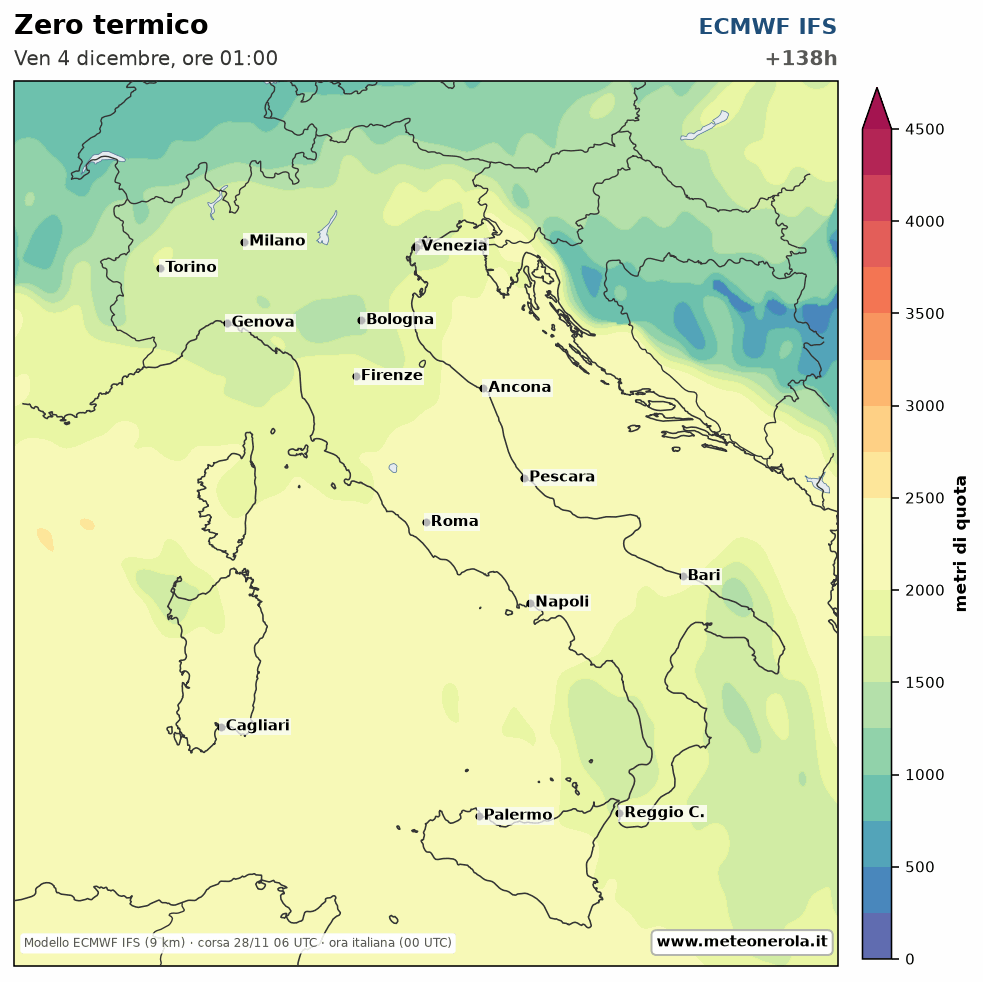 Zero termico
ECMWF IFS
Ven 4 dicembre, ore 01:00
+138h
Milano
Venezia
Torino
Genova
Bologna
Firenze
Ancona
Pescara
Roma
Bari
Napoli
Cagliari
Palermo
Reggio C.
4500
4000
3500
3000
2500
2000
1500
1000
500
0
metri di quota
Modello ECMWF IFS (9 km) · corsa 28/11 06 UTC · ora italiana (00 UTC)
www.meteonerola.it